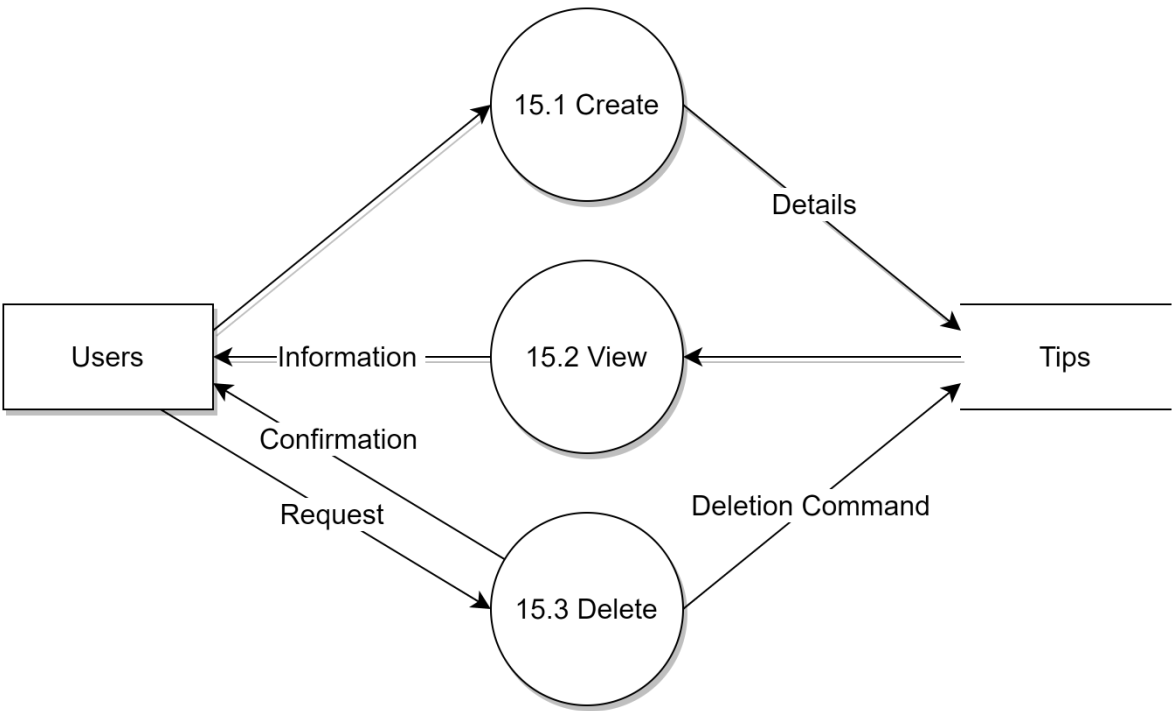 15.1 Create
Details
Users
Information
15.2 View
Tips
Confirmation
Request
Deletion Command
15.3 Delete